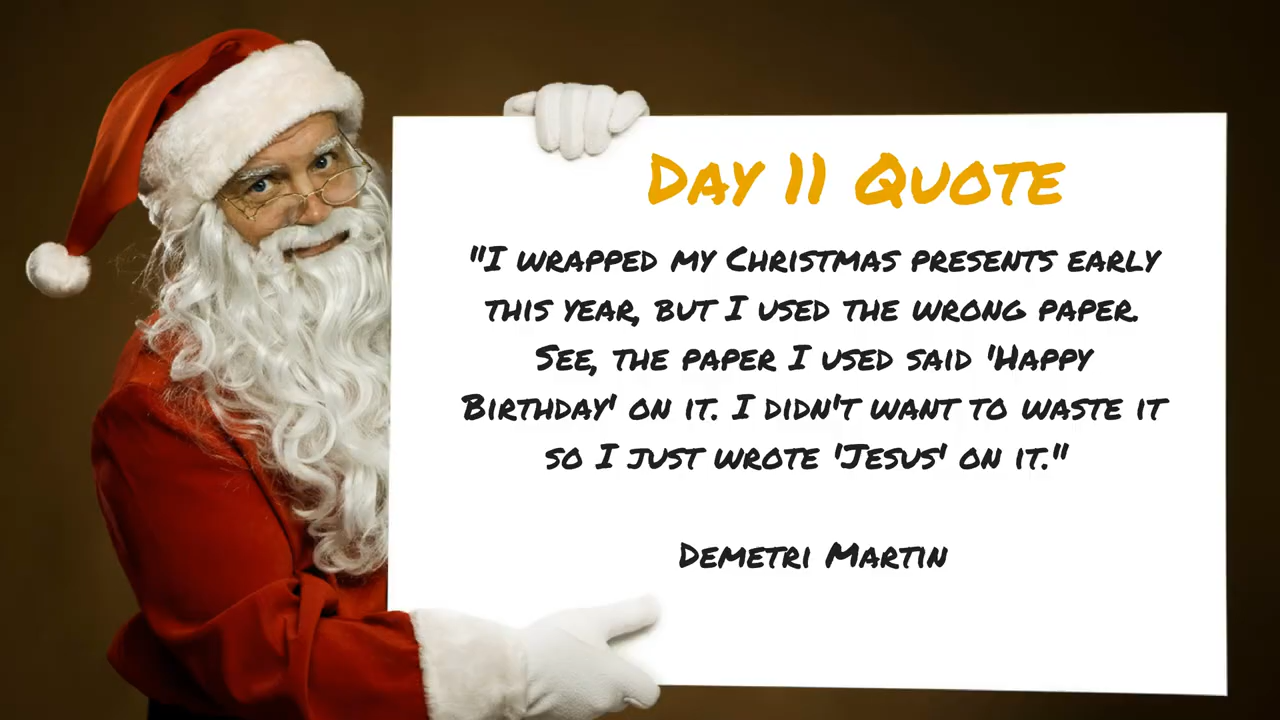 Day 11 Quote
"I wrapped my Christmas presents early
this year, but I used the wrong paper.
See, the paper I used said 'Happy
Birthday' on it. I didn't want to waste it
so I just wrote 'Jesus' on it."
Demetri Martin